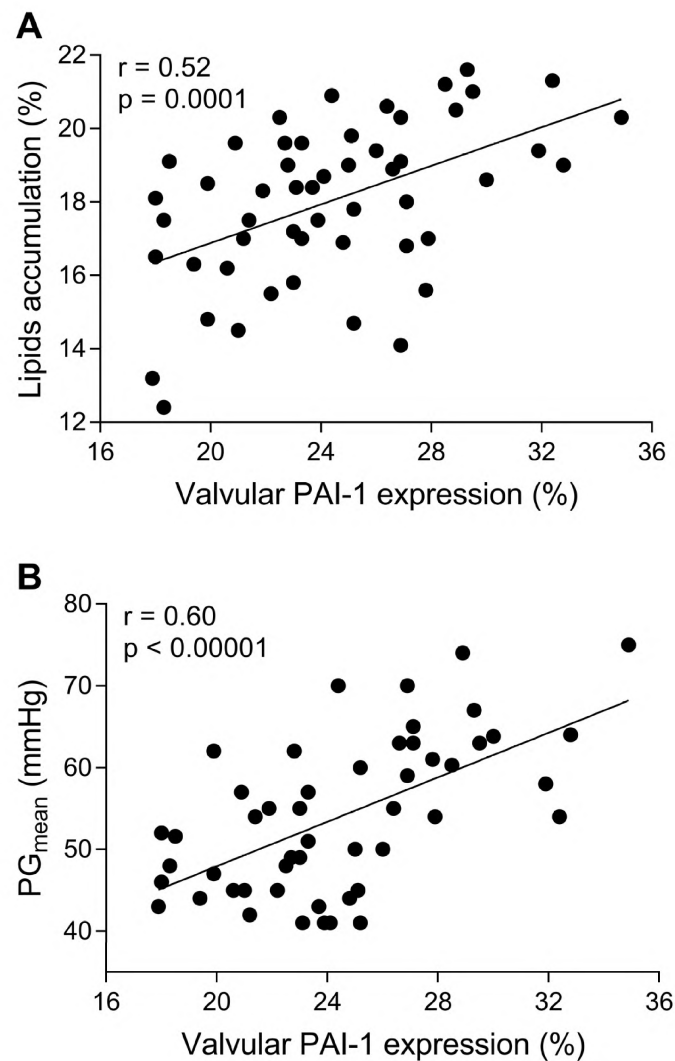 A
r = 0.52
p = 0.0001
Lipids accumulation (%)
22
20
18
16
14
12
16 20 24 28 32 36
Valvular PAI-1 expression (%)
B
r = 0.60
p < 0.00001
PGmean (mmHg)
80
70
60
50
40
16 20 24 28 32 36
Valvular PAI-1 expression (%)